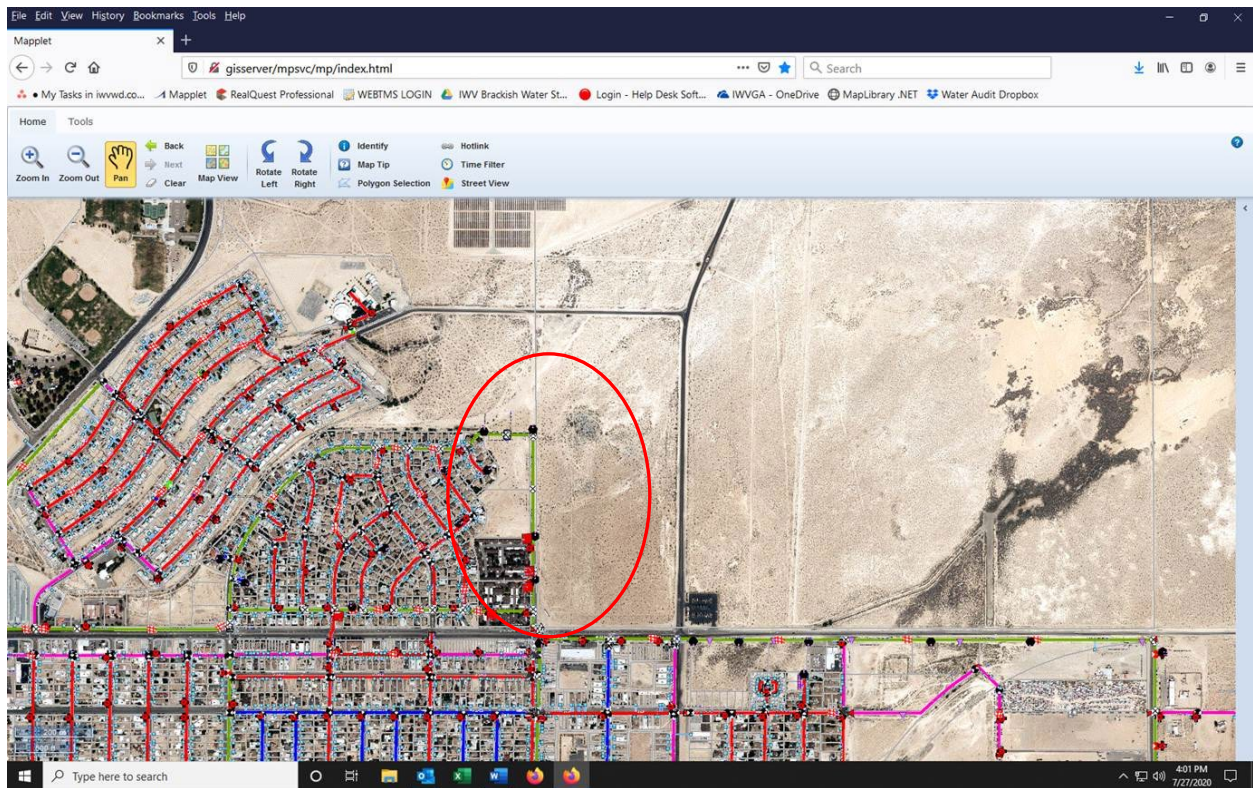 File Edit View History Bookmarks Tools Help
Mapplet
gisserver/mpsvc/mp/index.html
Search
My Tasks in iwvwd.co... Mapplet RealQuest Professional WEBTMS LOGIN IWV Brackish Water St... Login - Help Desk Soft... IWVGA - OneDrive MapLibrary .NET Water Audit Dropbox
Home Tools
Zoom In Zoom Out Pan Back Next Clear Map View Rotate Left Rotate Right Identify Map Tip Polygon Selection Hotlink Time Filter Street View
200 m
Type here to search
4:01 PM
7/27/2020